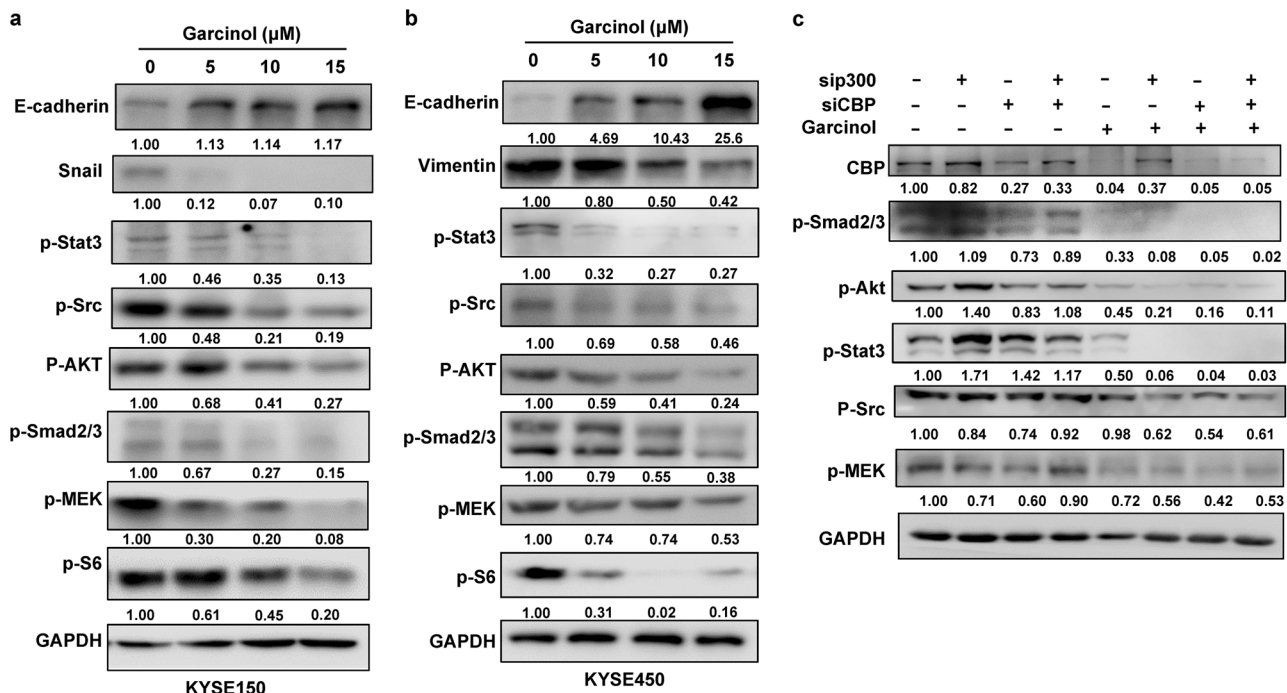 a
Garcinol (µM)
0 5 10 15
E-cadherin
1.00 1.13 1.14 1.17
Snail
1.00 0.12 0.07 0.10
p-Stat3
1.00 0.46 0.35 0.13
p-Src
1.00 0.48 0.21 0.19
P-AKT
1.00 0.68 0.41 0.27
p-Smad2/3
1.00 0.67 0.27 0.15
p-MEK
1.00 0.30 0.20 0.08
p-S6
1.00 0.61 0.45 0.20
GAPDH
KYSE150
b
Garcinol (µM)
0 5 10 15
E-cadherin
1.00 4.69 10.43 25.6
Vimentin
1.00 0.80 0.50 0.42
p-Stat3
1.00 0.32 0.27 0.27
p-Src
1.00 0.69 0.58 0.46
P-AKT
1.00 0.59 0.41 0.24
p-Smad2/3
1.00 0.79 0.55 0.38
p-MEK
1.00 0.74 0.74 0.53
p-S6
1.00 0.31 0.02 0.16
GAPDH
KYSE450
c
sip300 – + – + – + – +
siCBP – – + + – – + +
Garcinol – – – – + + + +
CBP
1.00 0.82 0.27 0.33 0.04 0.37 0.05 0.05
p-Smad2/3
1.00 1.09 0.73 0.89 0.33 0.08 0.05 0.02
p-Akt
1.00 1.40 0.83 1.08 0.45 0.21 0.16 0.11
p-Stat3
1.00 1.71 1.42 1.17 0.50 0.06 0.04 0.03
P-Src
1.00 0.84 0.74 0.92 0.98 0.62 0.54 0.61
p-MEK
1.00 0.71 0.60 0.90 0.72 0.56 0.42 0.53
GAPDH